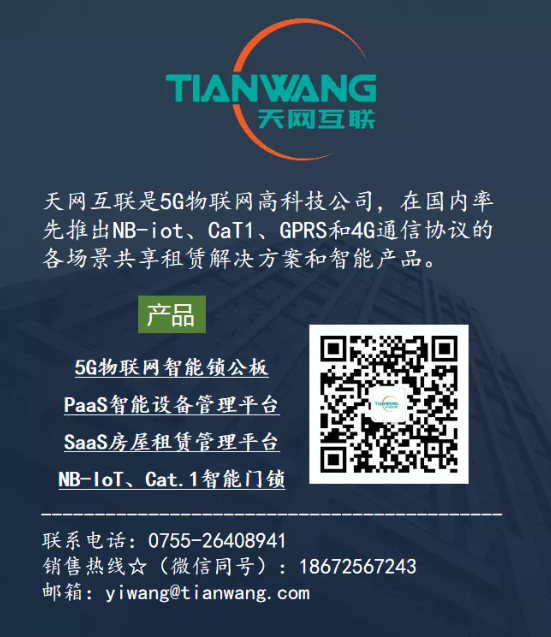 TIANWANG
天网互联
天网互联是5G物联网高科技公司，在国内率
先推出NB-iot、CaT1、GPRS和4G通信协议的
各场景共享租赁解决方案和智能产品。
产品
5G物联网智能锁公板
PaaS智能设备管理平台
SaaS房屋租赁管理平台
NB-IoT、Cat.1智能门锁
TIANWANG
联系电话：0755-26408941
销售热线☆（微信同号）：18672567243
邮箱：yiwang@tianwang.com